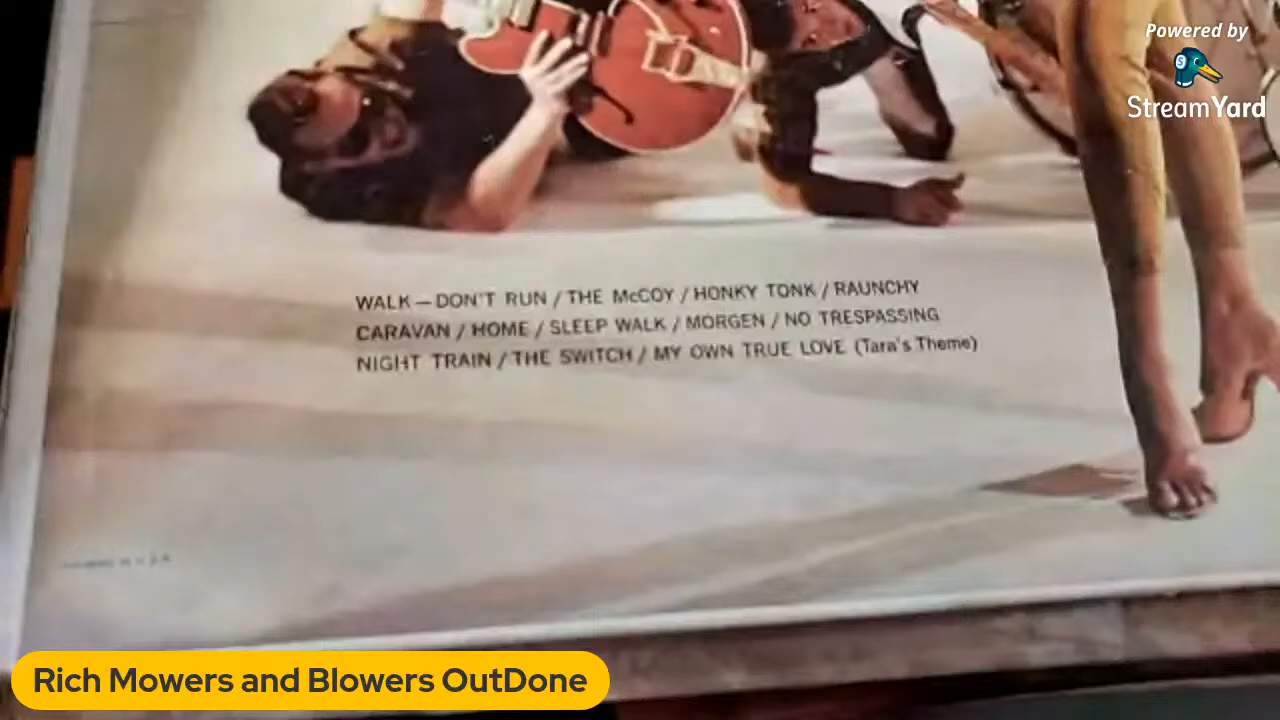 Powered by
StreamYard
WALK—DON'T RUN / THE McCOY / HONKY TONK / RAUNCHY
CARAVAN / HOME / SLEEP WALK / MORGEN / NO TRESPASSING
NIGHT TRAIN / THE SWITCH / MY OWN TRUE LOVE (Tara's Theme)
Rich Mowers and Blowers OutDone